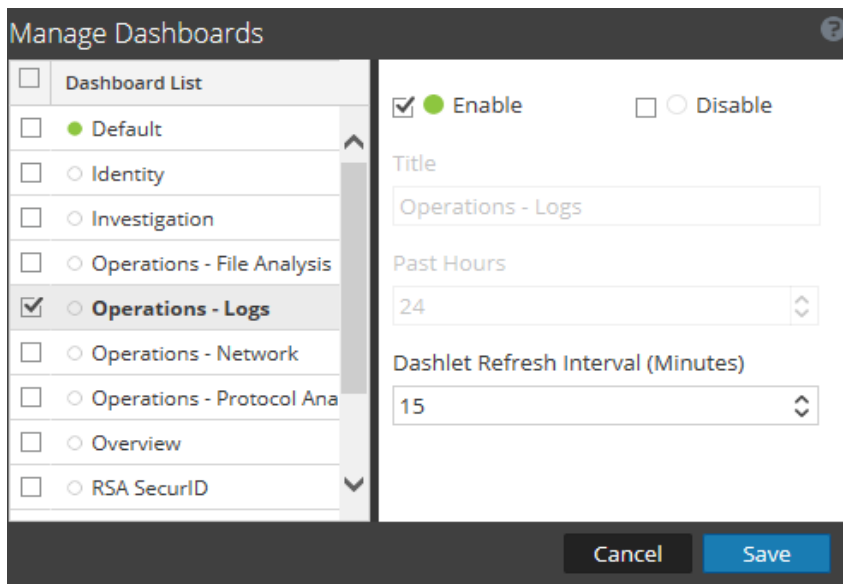 Manage Dashboards
?
Dashboard List
Default
Identity
Investigation
Operations - File Analysis
Operations - Logs
Operations - Network
Operations - Protocol Ana
Overview
RSA SecurID
Enable
Disable
Title
Operations - Logs
Past Hours
24
Dashlet Refresh Interval (Minutes)
15
Cancel
Save